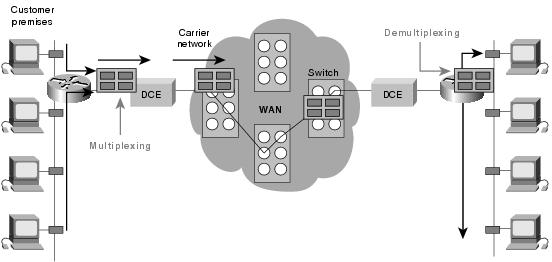 Customer
premises
Carrier
network
Demultiplexing
Switch
DCE
WAN
DCE
Multiplexing